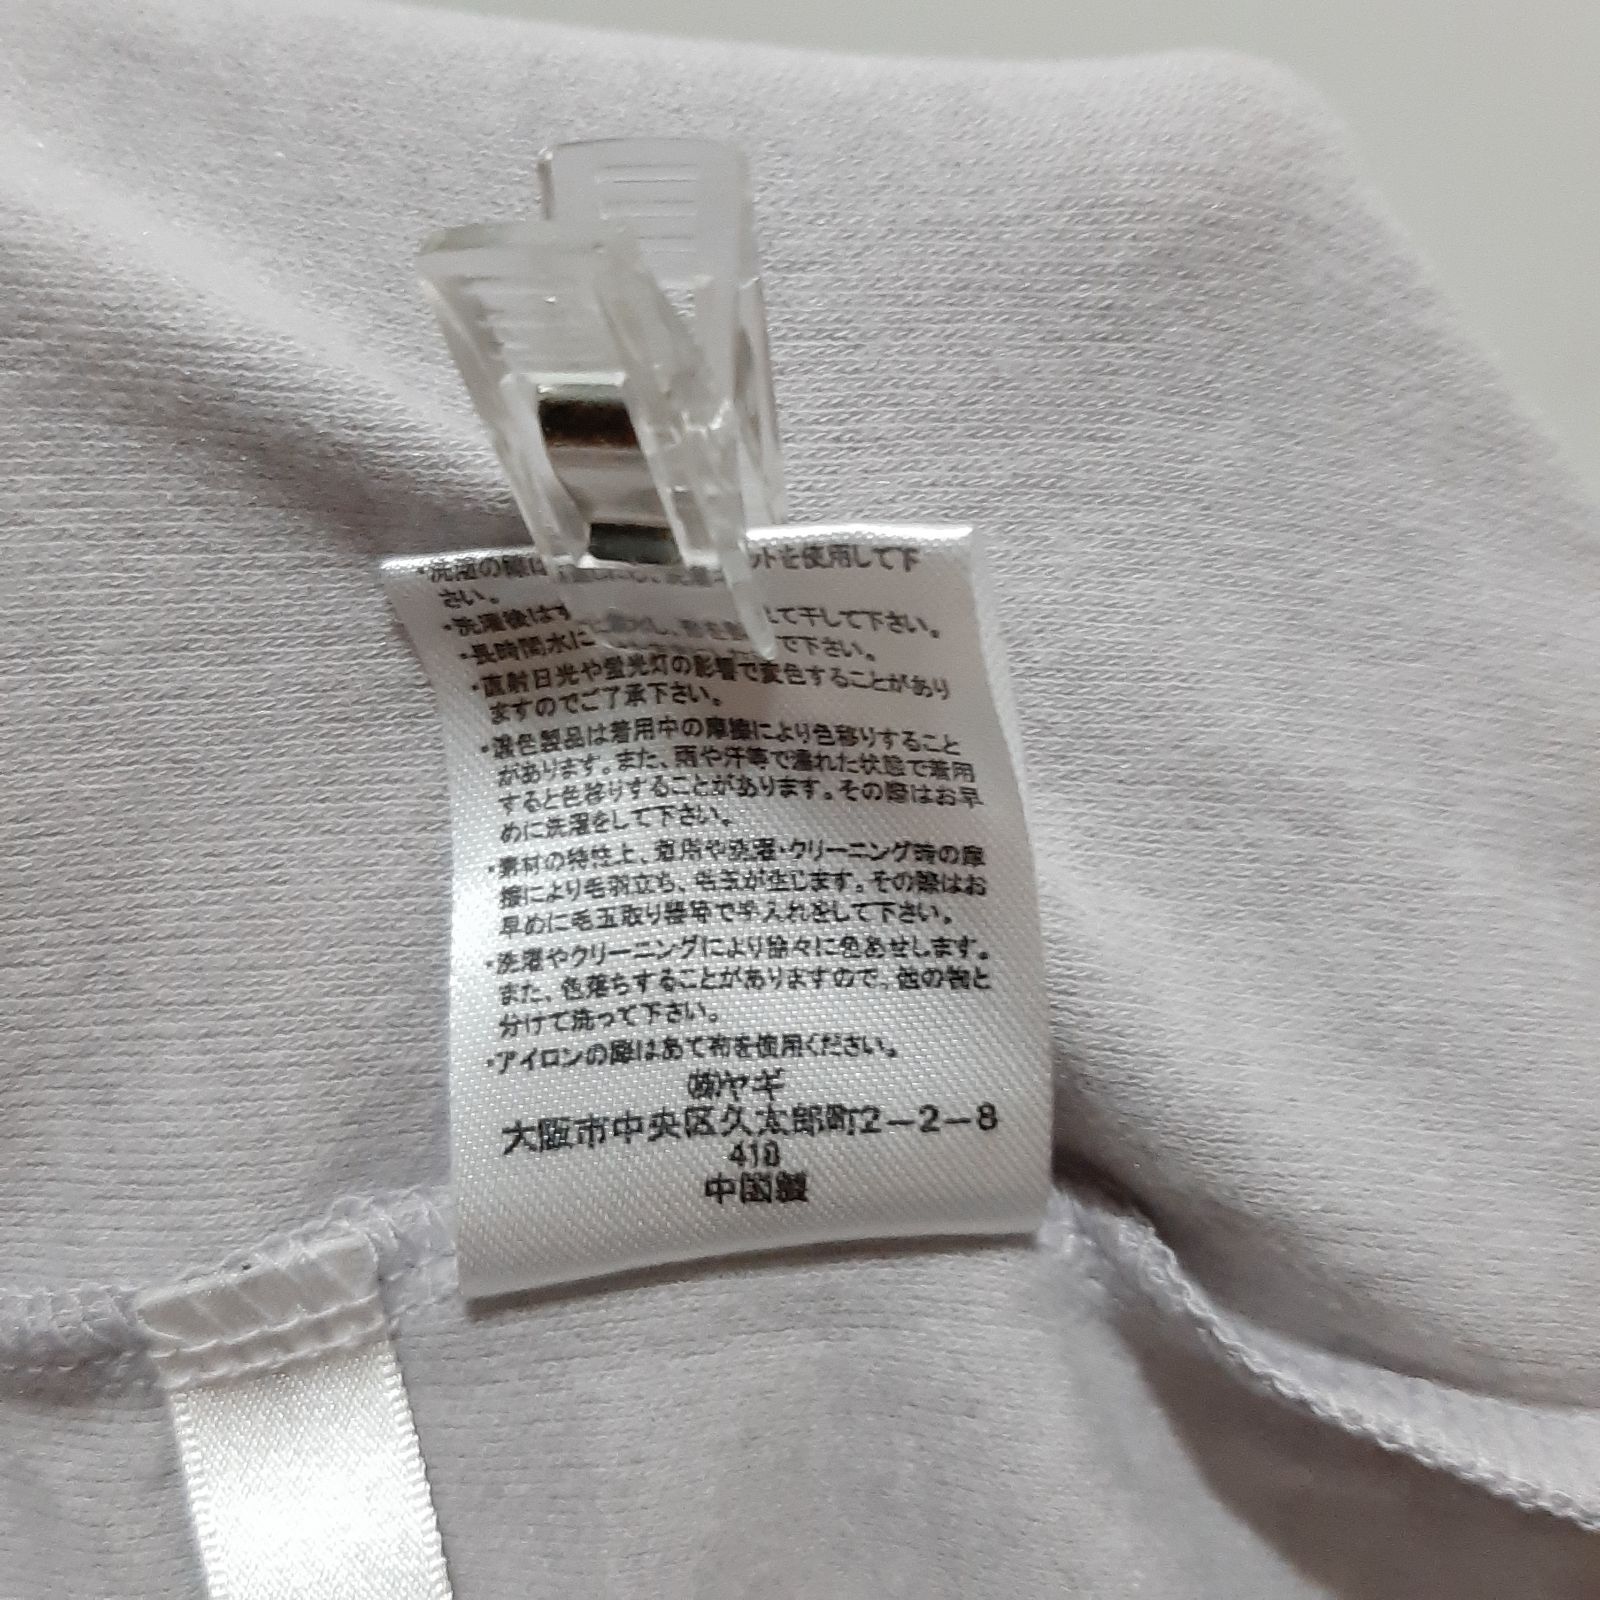 ・洗濯の際は
ットを使用して下
さい。
・洗濯後はす
て干して下さい。
・長時間水に
で下さい。
・直射日光や蛍光灯の影響で変色することがあり
ますのでご了承下さい。
・濃色製品は着用中の摩擦により色移りすること
があります。また、雨や汗等で濡れた状態で着用
すると色移りすることがあります。その際はお早
めに洗濯をして下さい。
・素材の特性上、着用や洗濯・クリーニング時の摩
擦により毛羽立ち、毛玉が生じます。その際はお
早めに毛玉取り器等で手入れをして下さい。
・洗濯やクリーニングにより徐々に色あせします。
また、色落ちすることがありますので、他の物と
分けて洗って下さい。
・アイロンの際はあて布を使用ください。
㈱ヤギ
大阪市中央区久太郎町2－2－8
418
中国製